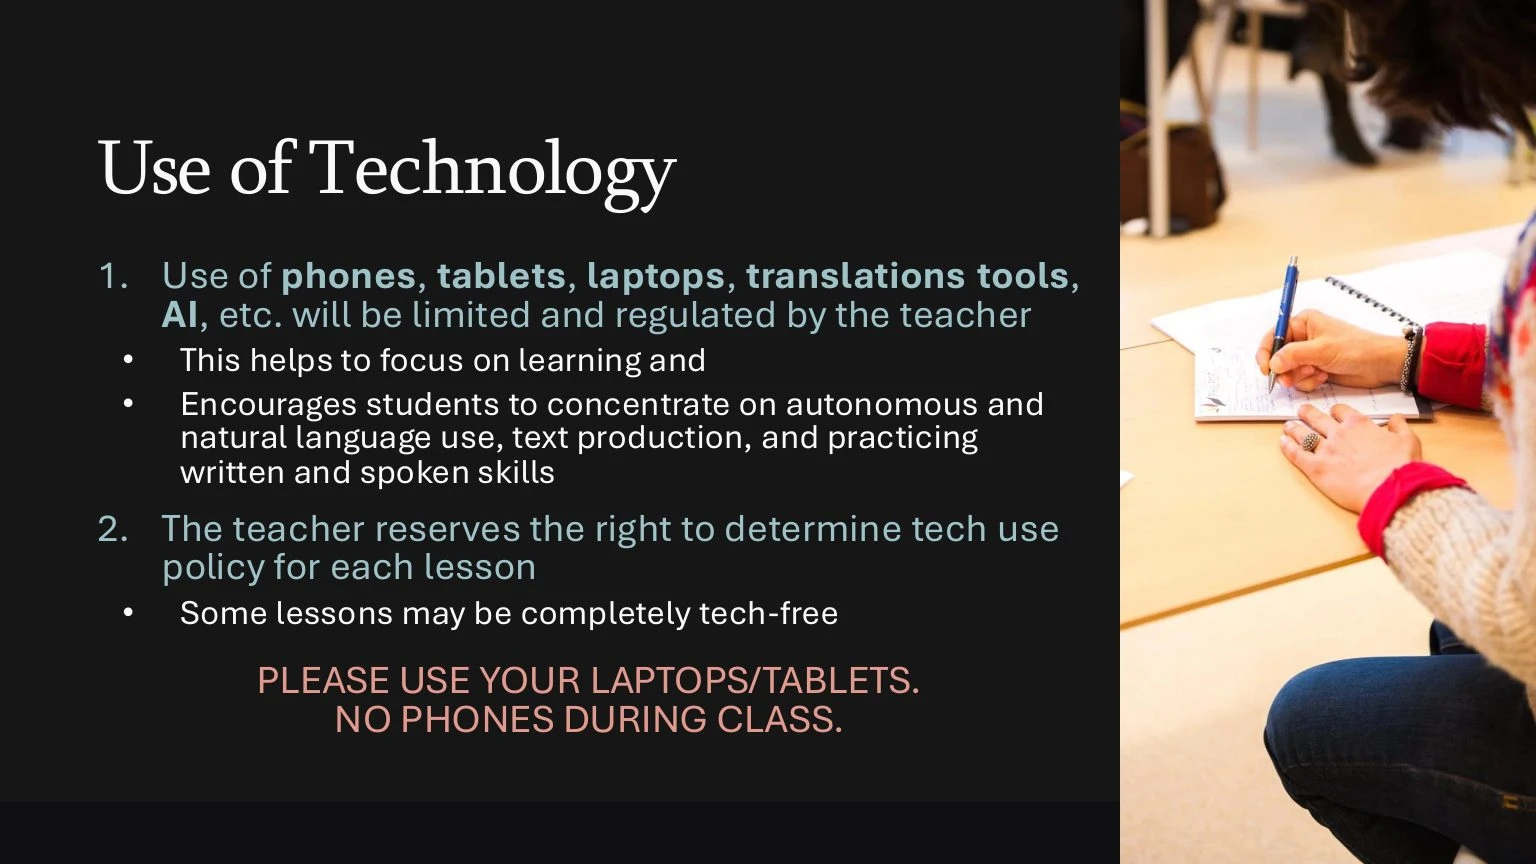 Use of Technology
1. Use of phones, tablets, laptops, translations tools,
AI, etc. will be limited and regulated by the teacher
• This helps to focus on learning and
• Encourages students to concentrate on autonomous and
natural language use, text production, and practicing
written and spoken skills
2. The teacher reserves the right to determine tech use
policy for each lesson
• Some lessons may be completely tech-free
PLEASE USE YOUR LAPTOPS/TABLETS.
NO PHONES DURING CLASS.